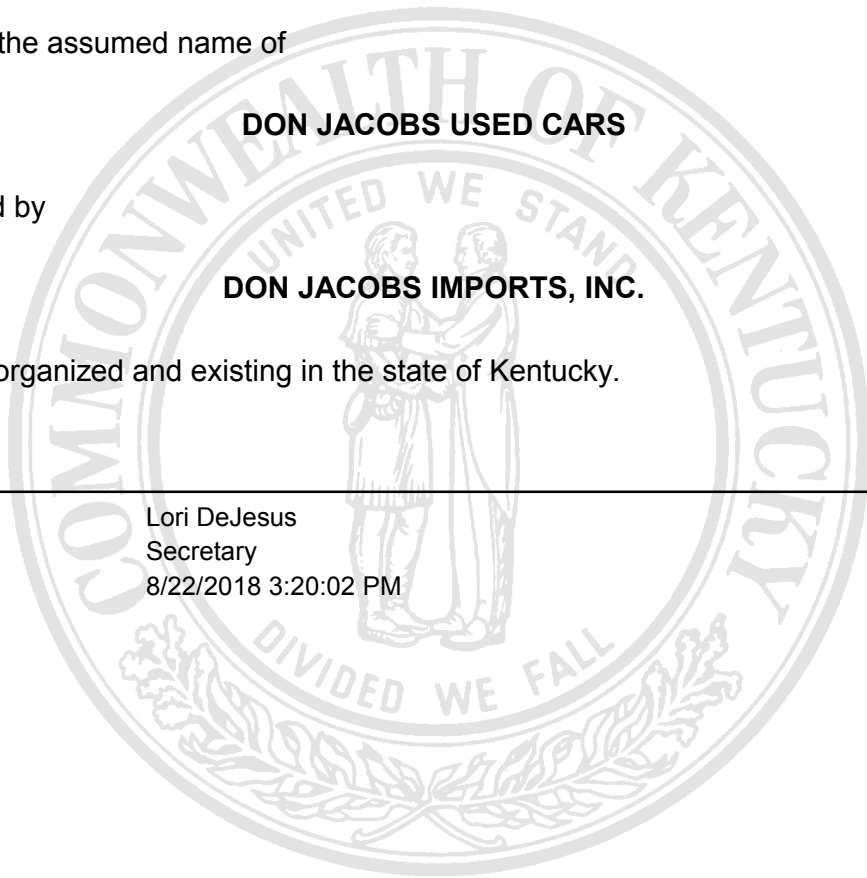 the assumed name of
DON JACOBS USED CARS
d by
DON JACOBS IMPORTS, INC.
organized and existing in the state of Kentucky.
Lori DeJesus
Secretary
8/22/2018 3:20:02 PM
COMMONWEALTH OF KENTUCKY
UNITED WE STAND
DIVIDED WE FALL